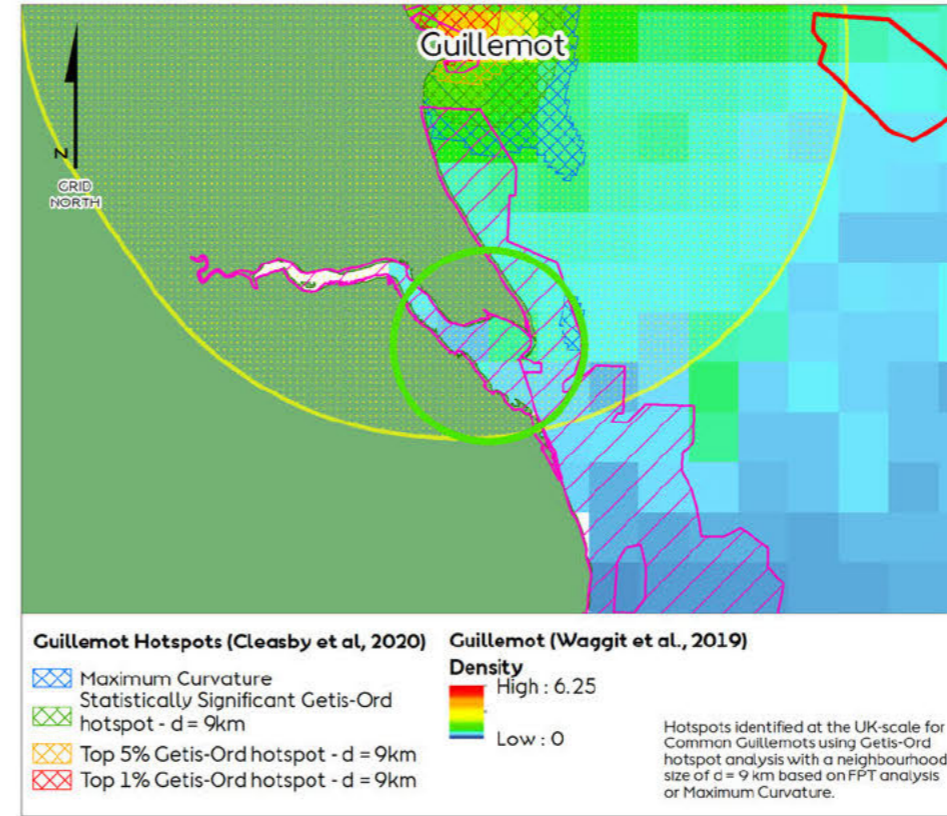 Guillemot
N
GRID
NORTH
Guillemot Hotspots (Cleasby et al, 2020)
Maximum Curvature
Statistically Significant Getis-Ord
hotspot - d = 9km
Top 5% Getis-Ord hotspot - d = 9km
Top 1% Getis-Ord hotspot - d = 9km
Guillemot (Waggit et al., 2019)
Density
High : 6.25
Low : 0
Hotspots identified at the UK-scale for
Common Guillemots using Getis-Ord
hotspot analysis with a neighbourhood
size of d = 9 km based on FPT analysis
or Maximum Curvature.